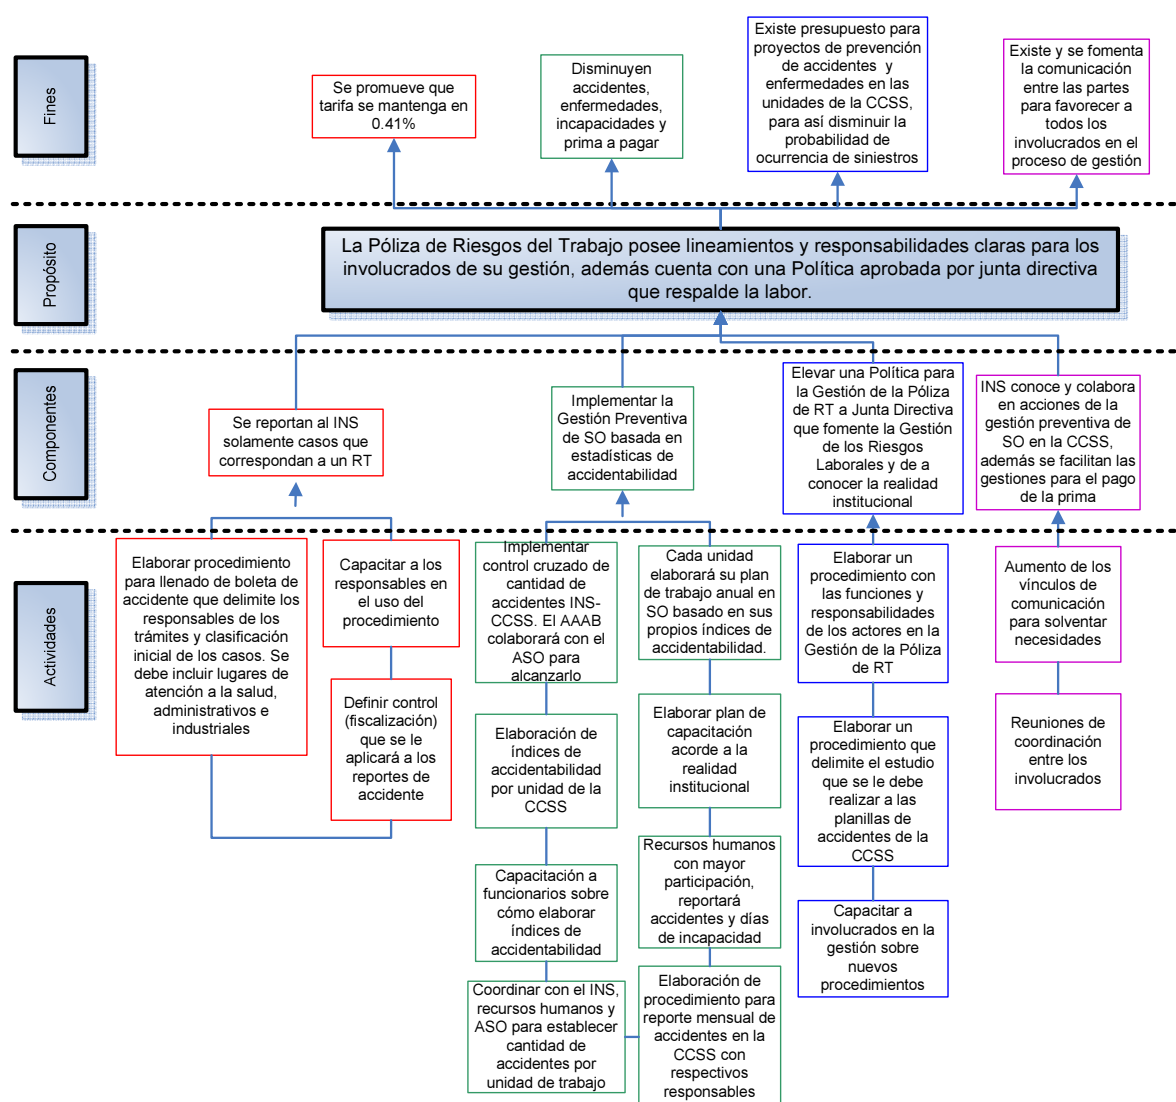 Fines
Se promueve que
tarifa se mantenga en
0.41%
Disminuyen
accidentes,
enfermedades,
incapacidades y
prima a pagar
Existe presupuesto para
proyectos de prevención
de accidentes y
enfermedades en las
unidades de la CCSS,
para así disminuir la
probabilidad de
ocurrencia de siniestros
Existe y se fomenta
la comunicación
entre las partes
para favorecer a
todos los
involucrados en el
proceso de gestión
Propósito
La Póliza de Riesgos del Trabajo posee lineamientos y responsabilidades claras para los
involucrados de su gestión, además cuenta con una Política aprobada por junta directiva
que respalde la labor.
Componentes
Se reportan al INS
solamente casos que
correspondan a un RT
Implementar la
Gestión Preventiva
de SO basada en
estadísticas de
accidentabilidad
Elevar una Política para
la Gestión de la Póliza
de RT a Junta Directiva
que fomente la Gestión
de los Riesgos
Laborales y de a
conocer la realidad
institucional
INS conoce y colabora
en acciones de la
gestión preventiva de
SO en la CCSS,
además se facilitan las
gestiones para el pago
de la prima
Actividades
Elaborar procedimiento
para llenado de boleta de
accidente que delimite los
responsables de los
trámites y clasificación
inicial de los casos. Se
debe incluir lugares de
atención a la salud,
administrativos e
industriales
Capacitar a los
responsables en
el uso del
procedimiento
Definir control
(fiscalización)
que se le
aplicará a los
reportes de
accidente
Implementar
control cruzado de
cantidad de
accidentes INS-
CCSS. El AAAB
colaborará con el
ASO para
alcanzarlo
Elaboración de
índices de
accidentabilidad
por unidad de la
CCSS
Capacitación a
funcionarios sobre
cómo elaborar
índices de
accidentabilidad
Coordinar con el INS,
recursos humanos y
ASO para establecer
cantidad de
accidentes por
unidad de trabajo
Cada unidad
elaborará su plan
de trabajo anual en
SO basado en sus
propios índices de
accidentabilidad.
Elaborar plan de
capacitación
acorde a la
realidad
institucional
Recursos humanos
con mayor
participación,
reportará
accidentes y días
de incapacidad
Elaboración de
procedimiento para
reporte mensual de
accidentes en la
CCSS con
respectivos
responsables
Elaborar un
procedimiento con
las funciones y
responsabilidades
de los actores en la
Gestión de la Póliza
de RT
Elaborar un
procedimiento que
delimite el estudio
que se le debe
realizar a las
planillas de
accidentes de la
CCSS
Capacitar a
involucrados en la
gestión sobre
nuevos
procedimientos
Aumento de los
vínculos de
comunicación
para solventar
necesidades
Reuniones de
coordinación
entre los
involucrados